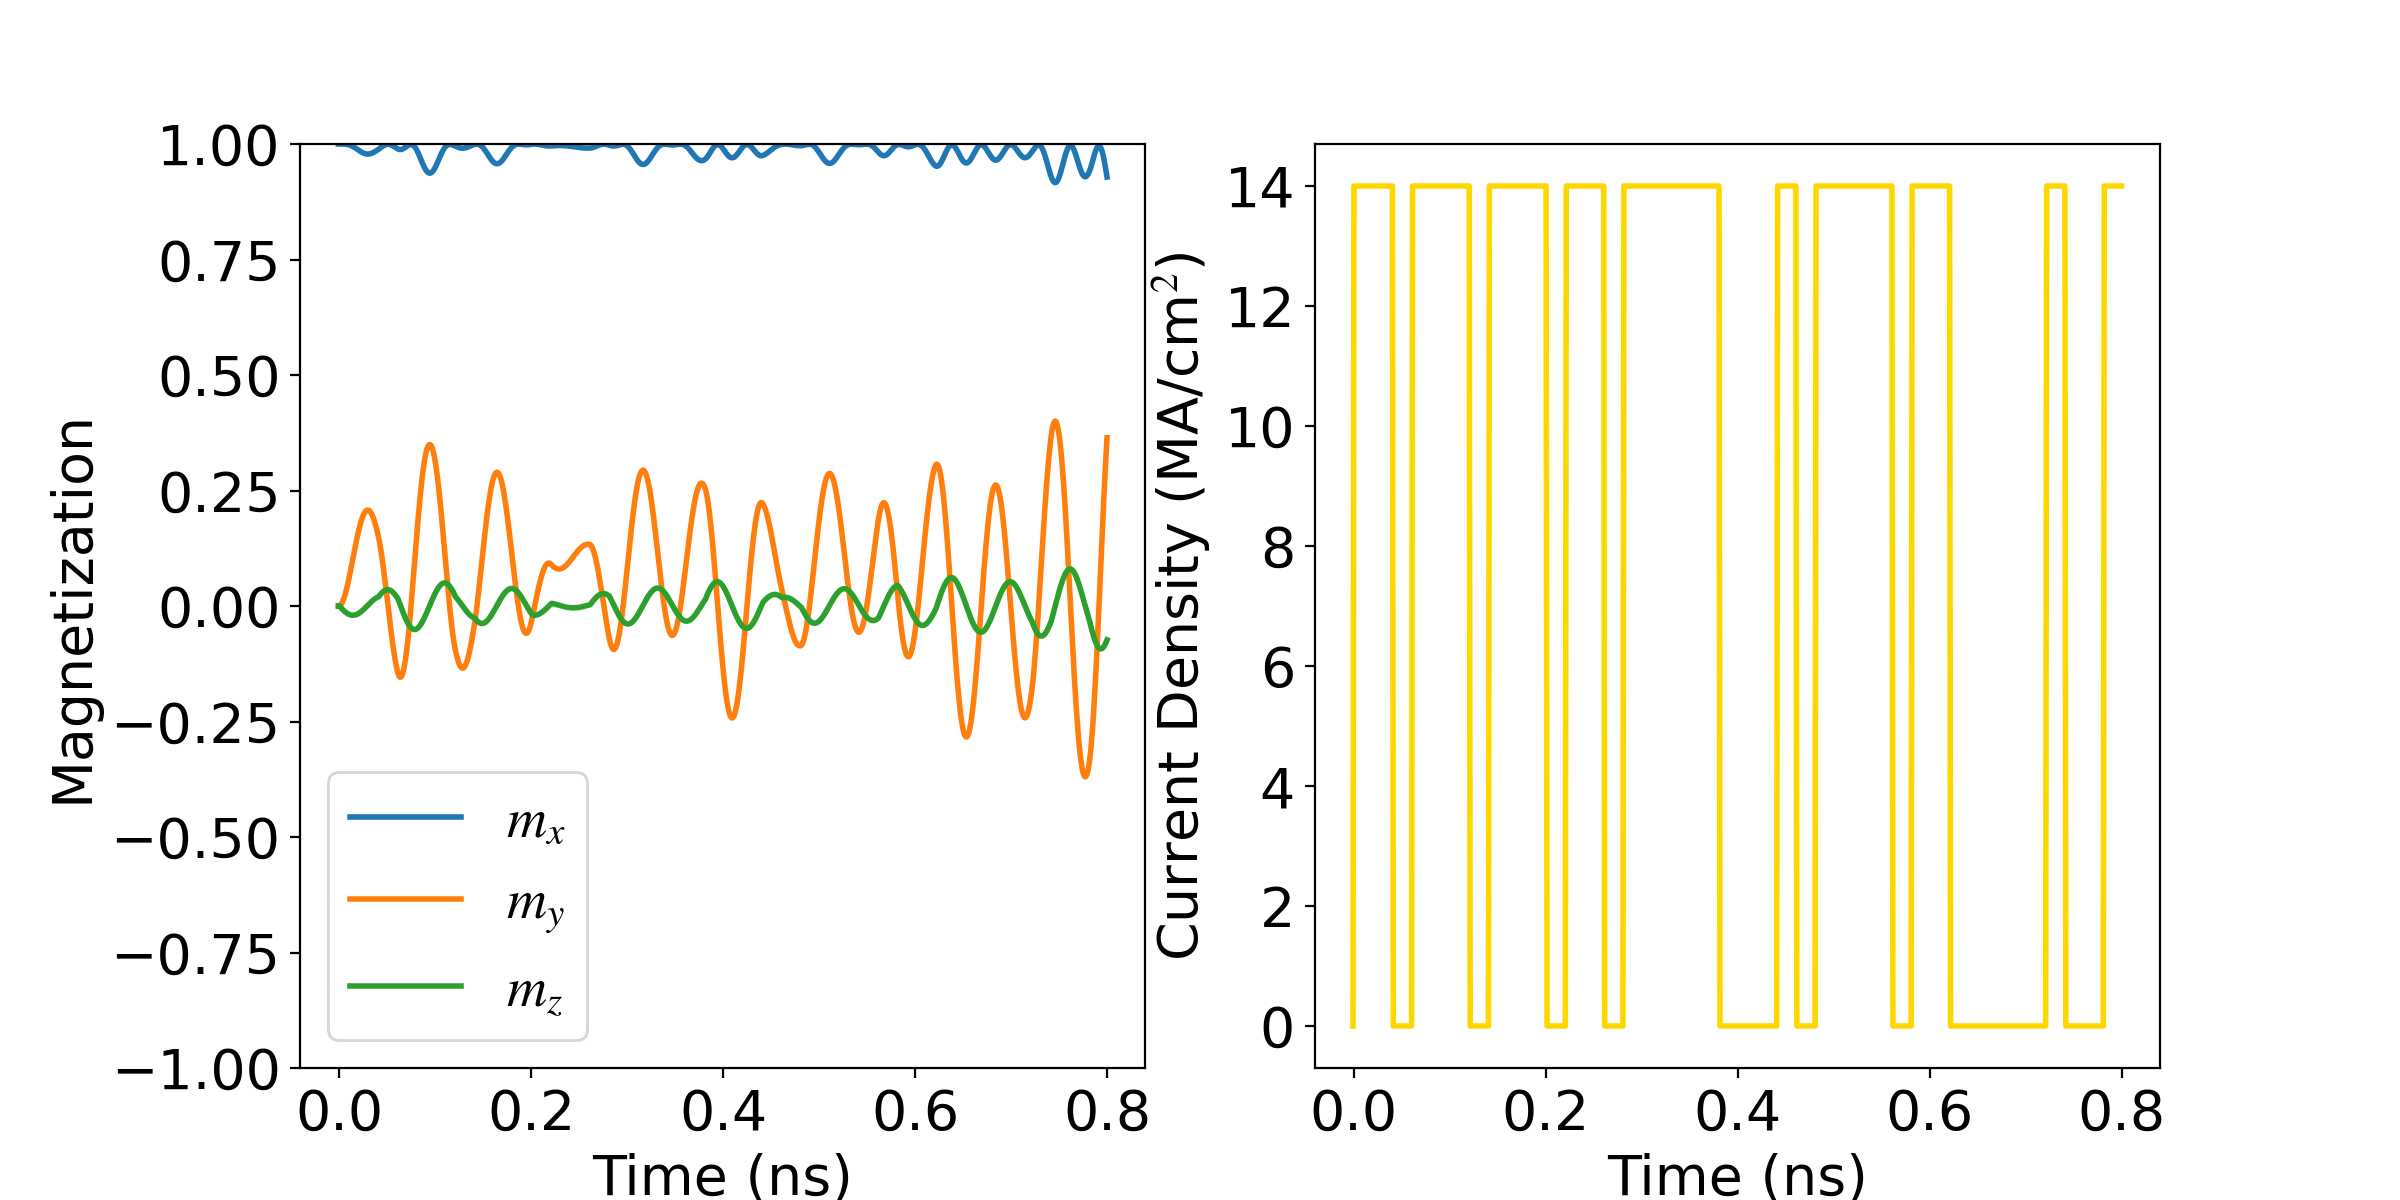 Magnetization
1.00
0.75
0.50
0.25
0.00
−0.25
−0.50
−0.75
−1.00
m_x
m_y
m_z
0.0 0.2 0.4 0.6 0.8
Time (ns)
Current Density (MA/cm²)
14
12
10
8
6
4
2
0
0.0 0.2 0.4 0.6 0.8
Time (ns)